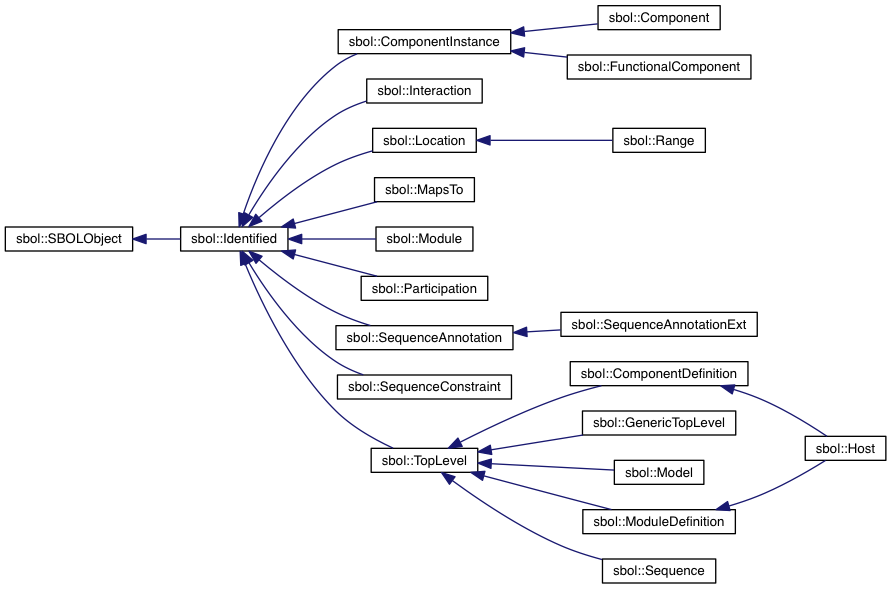 sbol::Component
sbol::ComponentInstance
sbol::FunctionalComponent
sbol::Interaction
sbol::Location
sbol::Range
sbol::MapsTo
sbol::SBOLObject
sbol::Identified
sbol::Module
sbol::Participation
sbol::SequenceAnnotation
sbol::SequenceAnnotationExt
sbol::ComponentDefinition
sbol::SequenceConstraint
sbol::GenericTopLevel
sbol::Host
sbol::TopLevel
sbol::Model
sbol::ModuleDefinition
sbol::Sequence